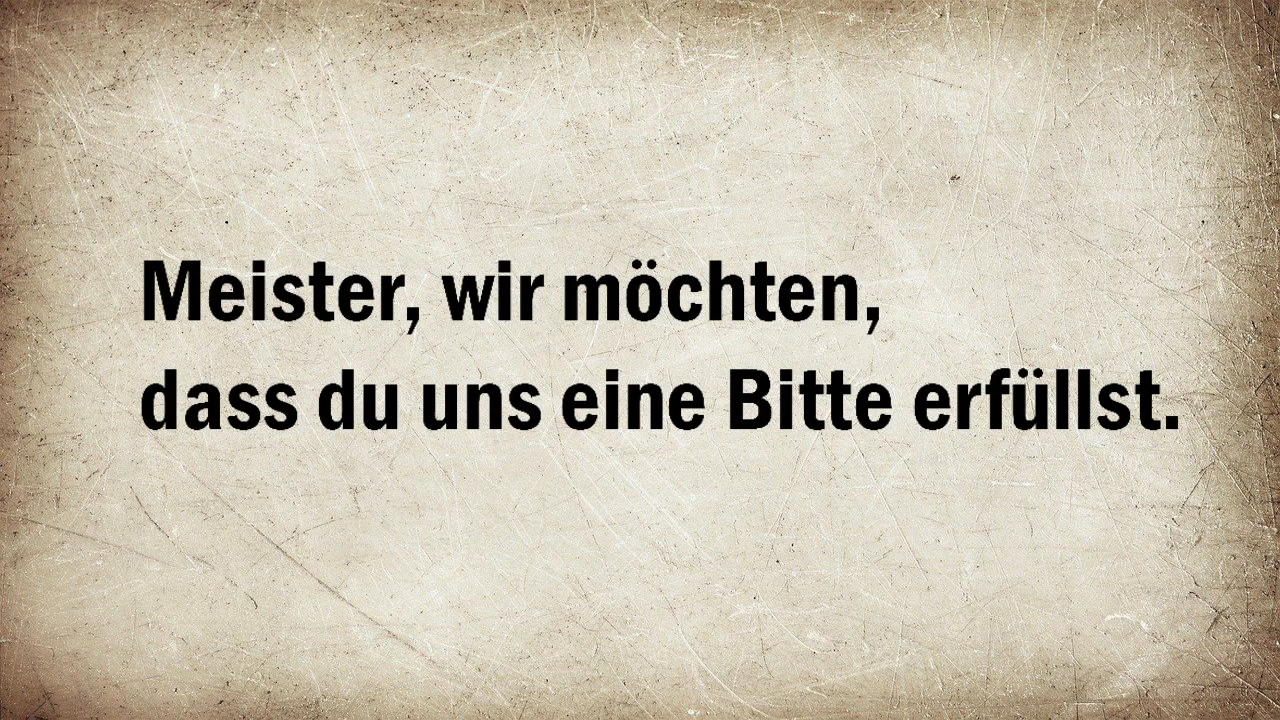 Meister, wir möchten,
dass du uns eine Bitte erfüllst.